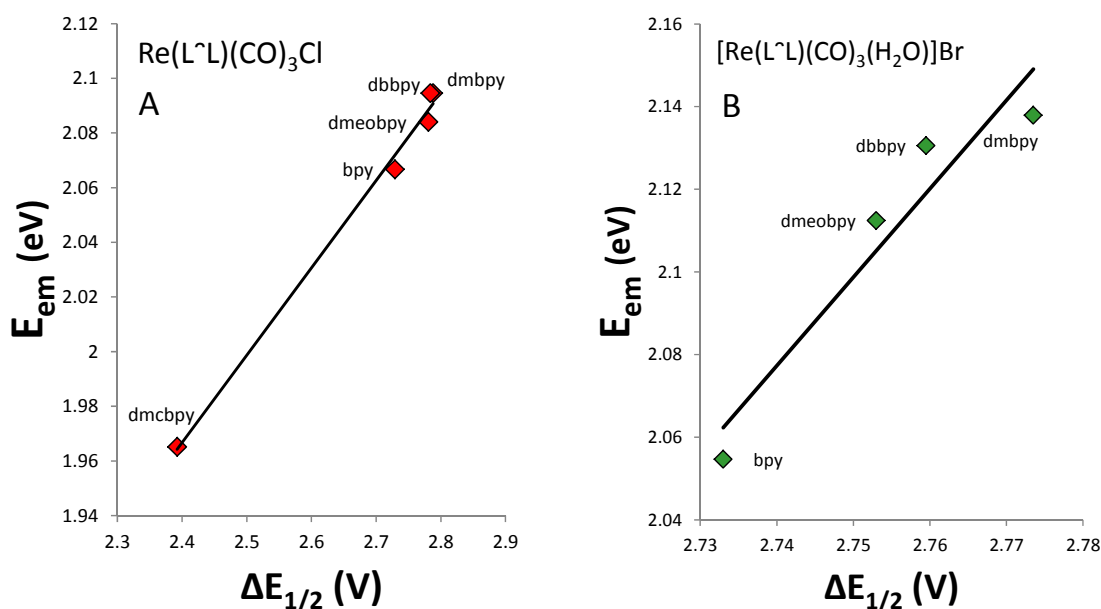 Re(L^L)(CO)₃Cl
A
2.12
2.1
2.08
2.06
2.04
2.02
2
1.98
1.96
1.94
E_em (eV)
dbbpy
dmbpy
dmeobpy
bpy
dmcbpy
2.3 2.4 2.5 2.6 2.7 2.8 2.9
ΔE_1/2 (V)
[Re(L^L)(CO)₃(H₂O)]Br
B
2.16
2.14
2.12
2.1
2.08
2.06
2.04
E_em (eV)
dbbpy
dmbpy
dmeobpy
bpy
2.73 2.74 2.75 2.76 2.77 2.78
ΔE_1/2 (V)